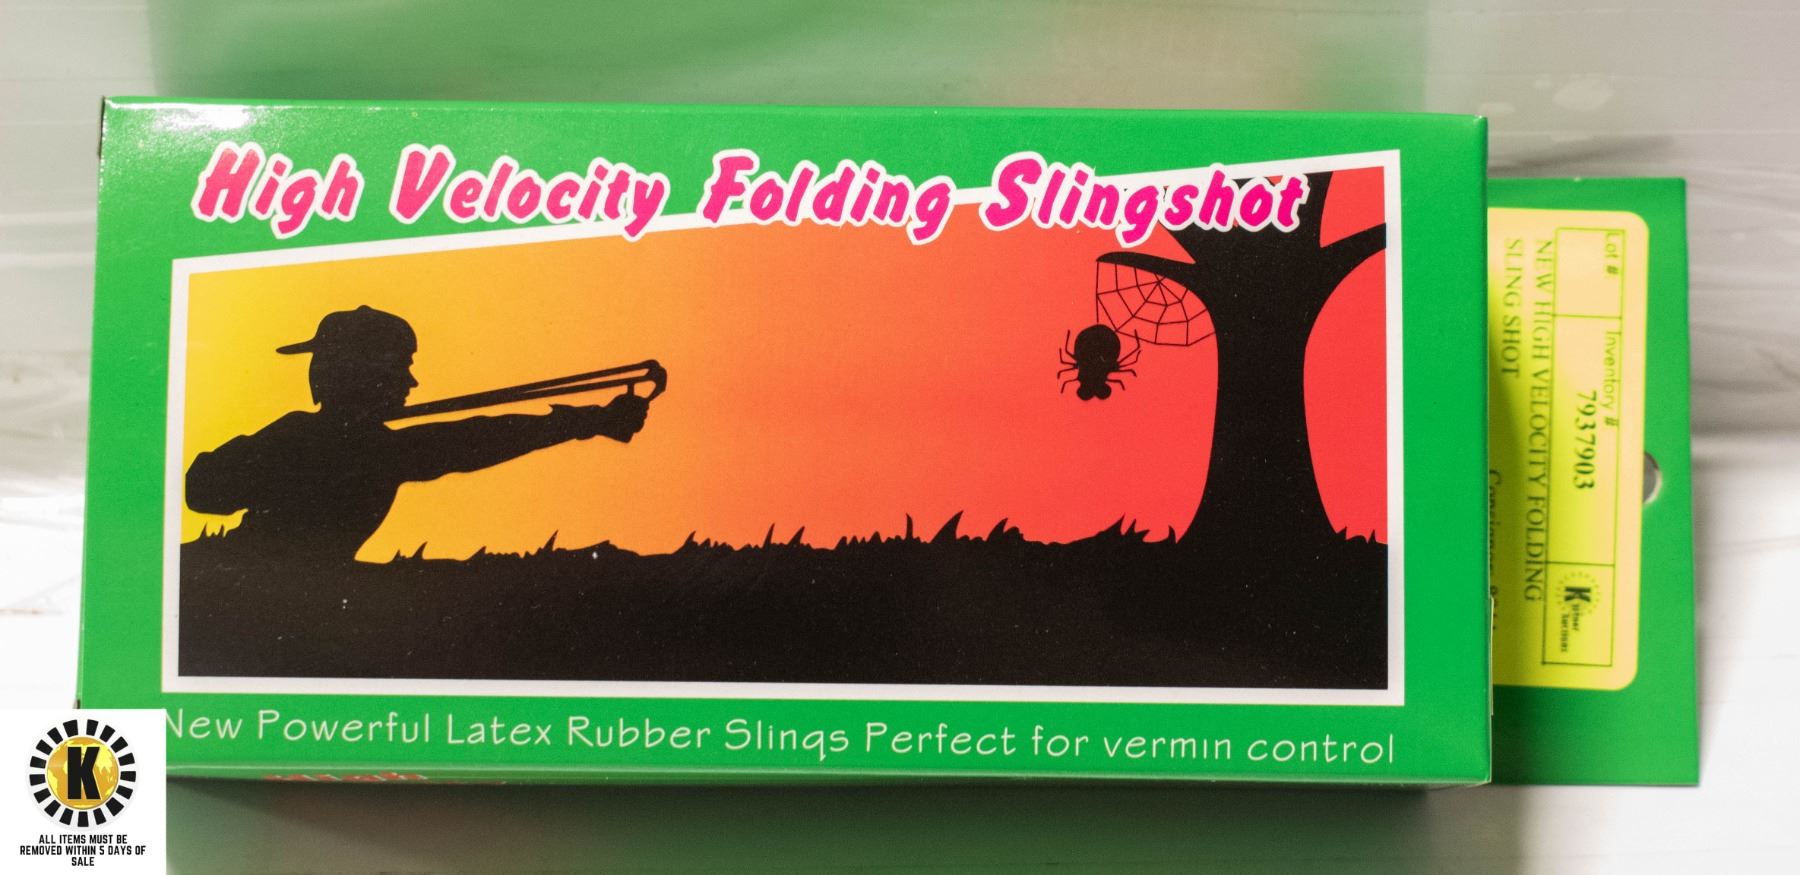 High Velocity Folding Slingshot
New Powerful Latex Rubber Slings Perfect for vermin control
Lot #
Inventory #
7937903
NEW HIGH VELOCITY FOLDING
SLING SHOT
K
ALL ITEMS MUST BE
REMOVED WITHIN 5 DAYS OF
SALE